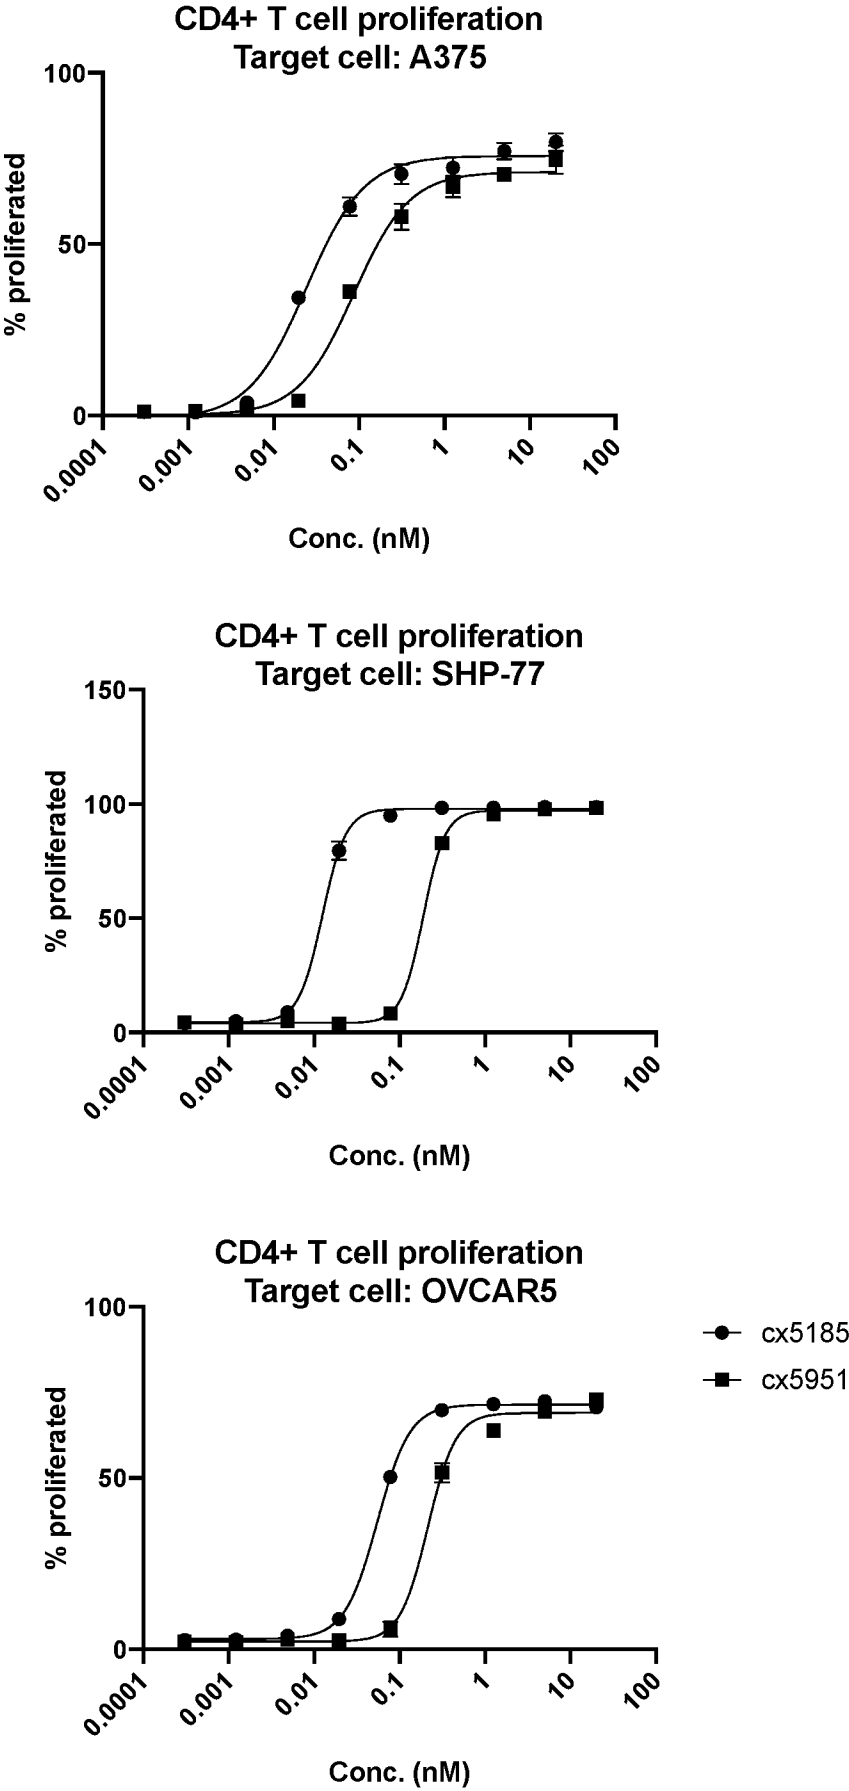 CD4+ T cell proliferation
Target cell: A375
% proliferated
100
50
0
0.0001
0.001
0.01
0.1
1
10
100
Conc. (nM)
CD4+ T cell proliferation
Target cell: SHP-77
% proliferated
150
100
50
0
0.0001
0.001
0.01
0.1
1
10
100
Conc. (nM)
CD4+ T cell proliferation
Target cell: OVCAR5
% proliferated
100
50
0
0.0001
0.001
0.01
0.1
1
10
100
Conc. (nM)
cx5185
cx5951